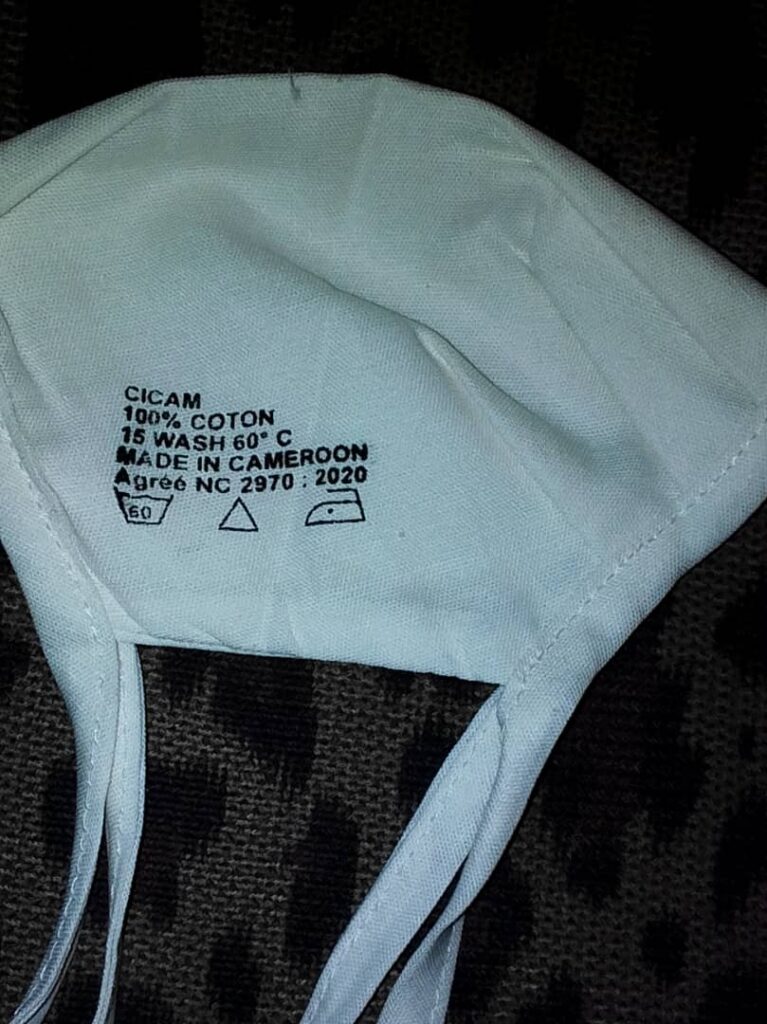 CICAM
100% COTON
15 WASH 60° C
MADE IN CAMEROON
Agréé NC 2970 : 2020
60